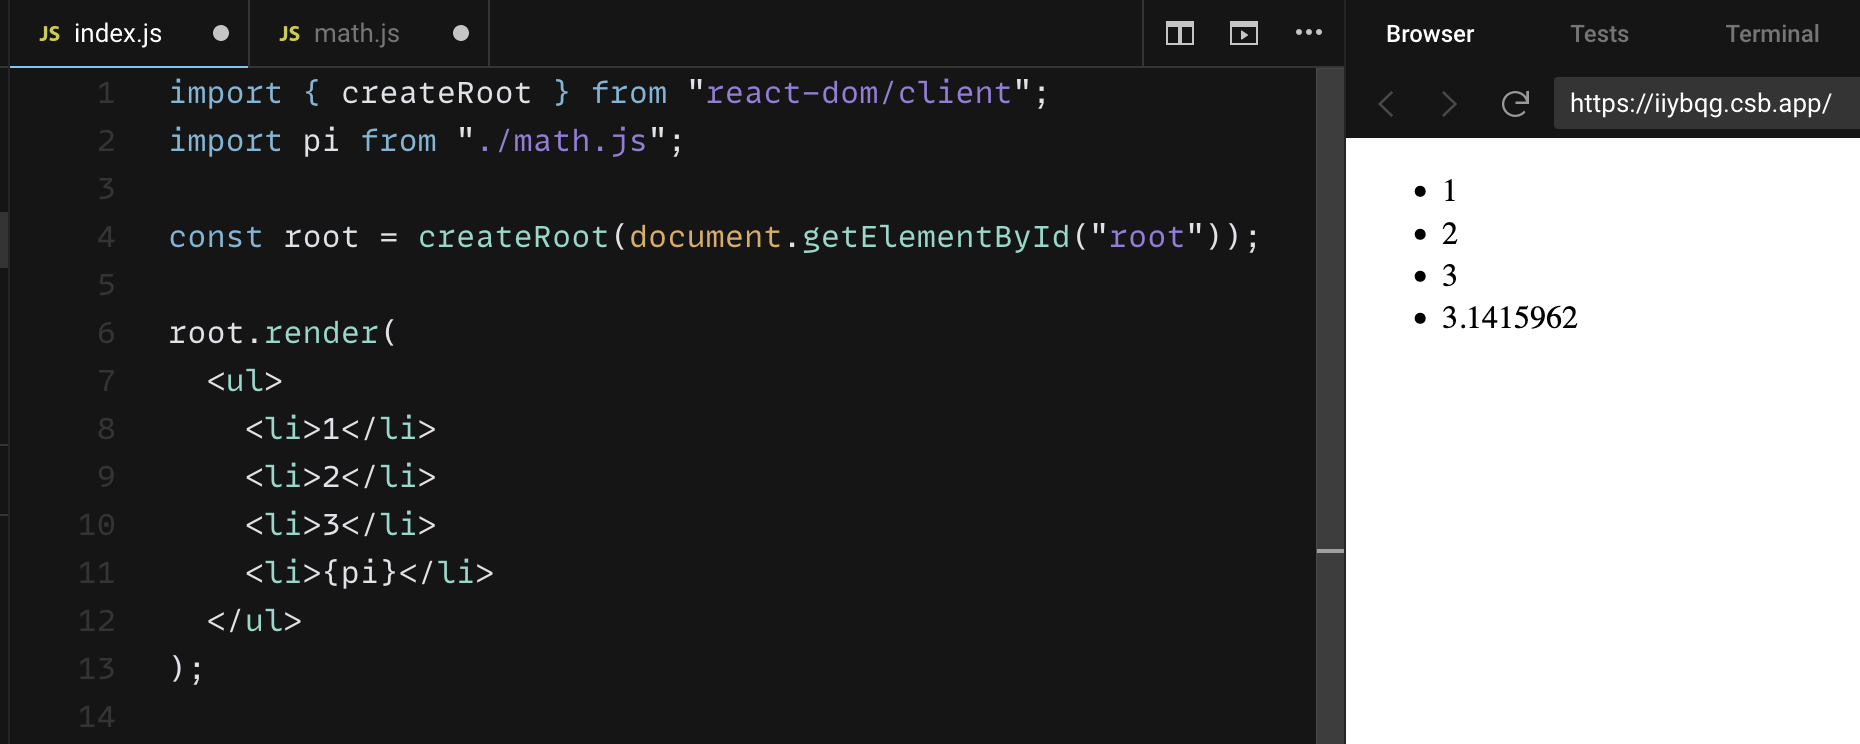 JS index.js JS math.js
1 import { createRoot } from "react-dom/client";
2 import pi from "./math.js";
3
4 const root = createRoot(document.getElementById("root"));
5
6 root.render(
7   <ul>
8     <li>1</li>
9     <li>2</li>
10     <li>3</li>
11     <li>{pi}</li>
12   </ul>
13 );
14
Browser Tests Terminal
https://iiybqg.csb.app/
• 1
• 2
• 3
• 3.1415962